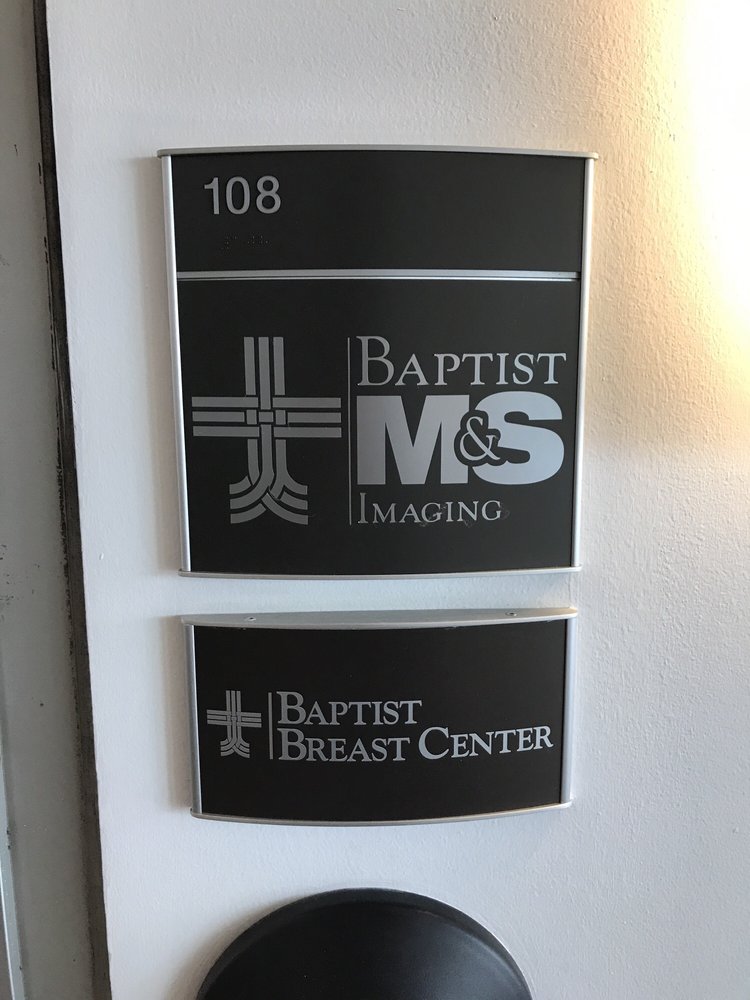 108
BAPTIST
M&S
IMAGING
BAPTIST
BREAST CENTER